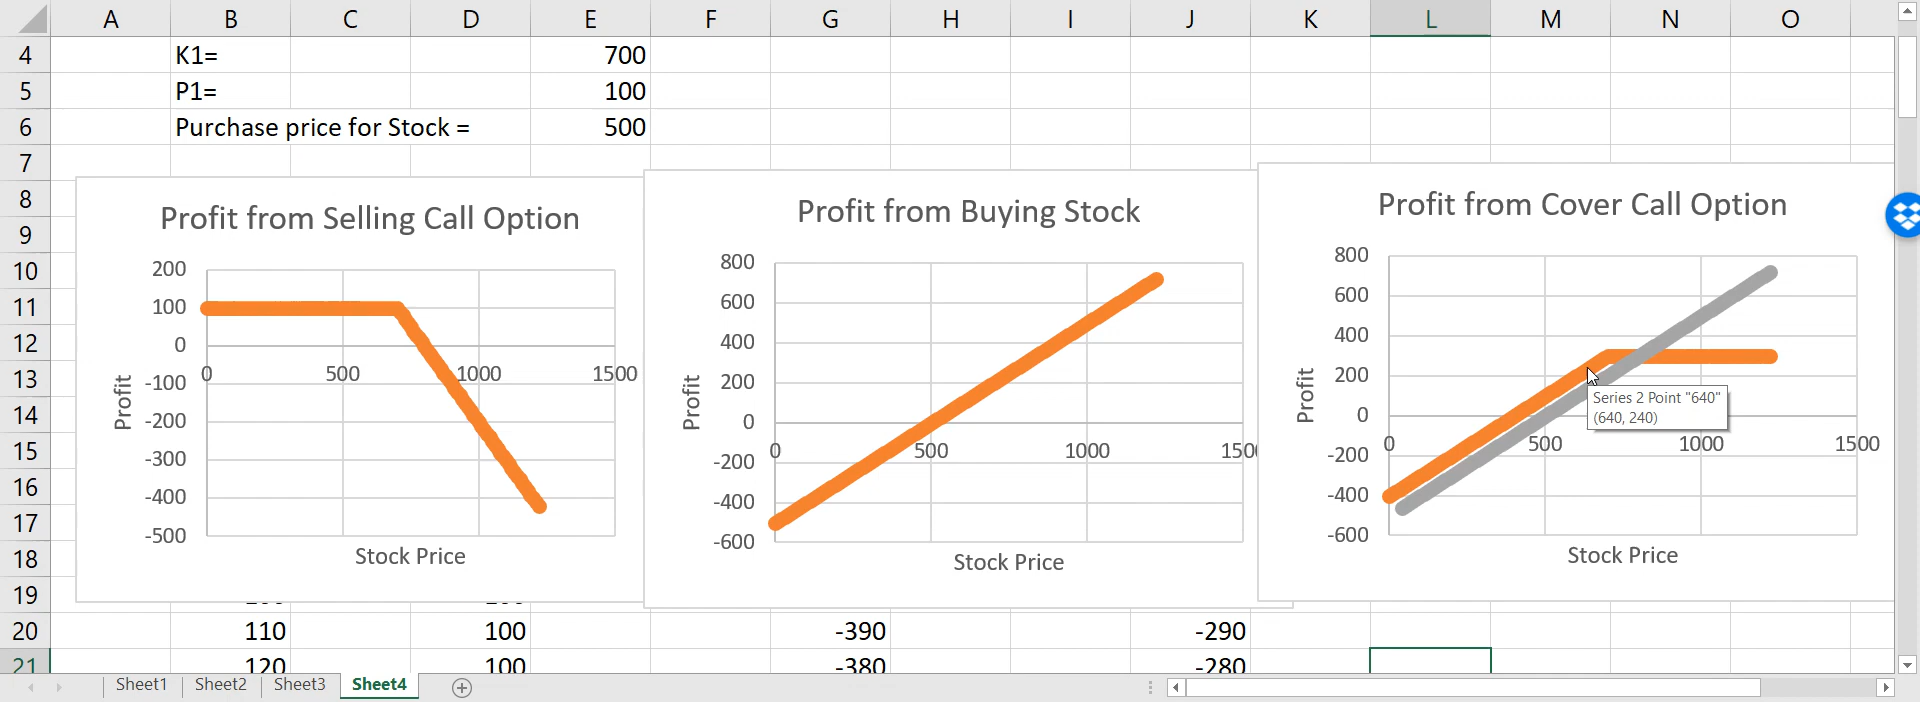 A B C D E F G H I J K L M N O
4 K1= 700
5 P1= 100
6 Purchase price for Stock = 500
7
8
9
10
11
12
13
14
15
16
17
18
19
20 110 100 -390 -290
21 120 100 -380 -280
Profit from Selling Call Option
200
100
0
-100
-200
-300
-400
-500
0 500 1000 1500
Profit
Stock Price
Profit from Buying Stock
800
600
400
200
0
-200
-400
-600
0 500 1000
Profit
Stock Price
Profit from Cover Call Option
800
600
400
200
0
-200
-400
-600
0 500 1000 1500
Profit
Stock Price
Series 2 Point "640"
(640, 240)
Sheet1 Sheet2 Sheet3 Sheet4